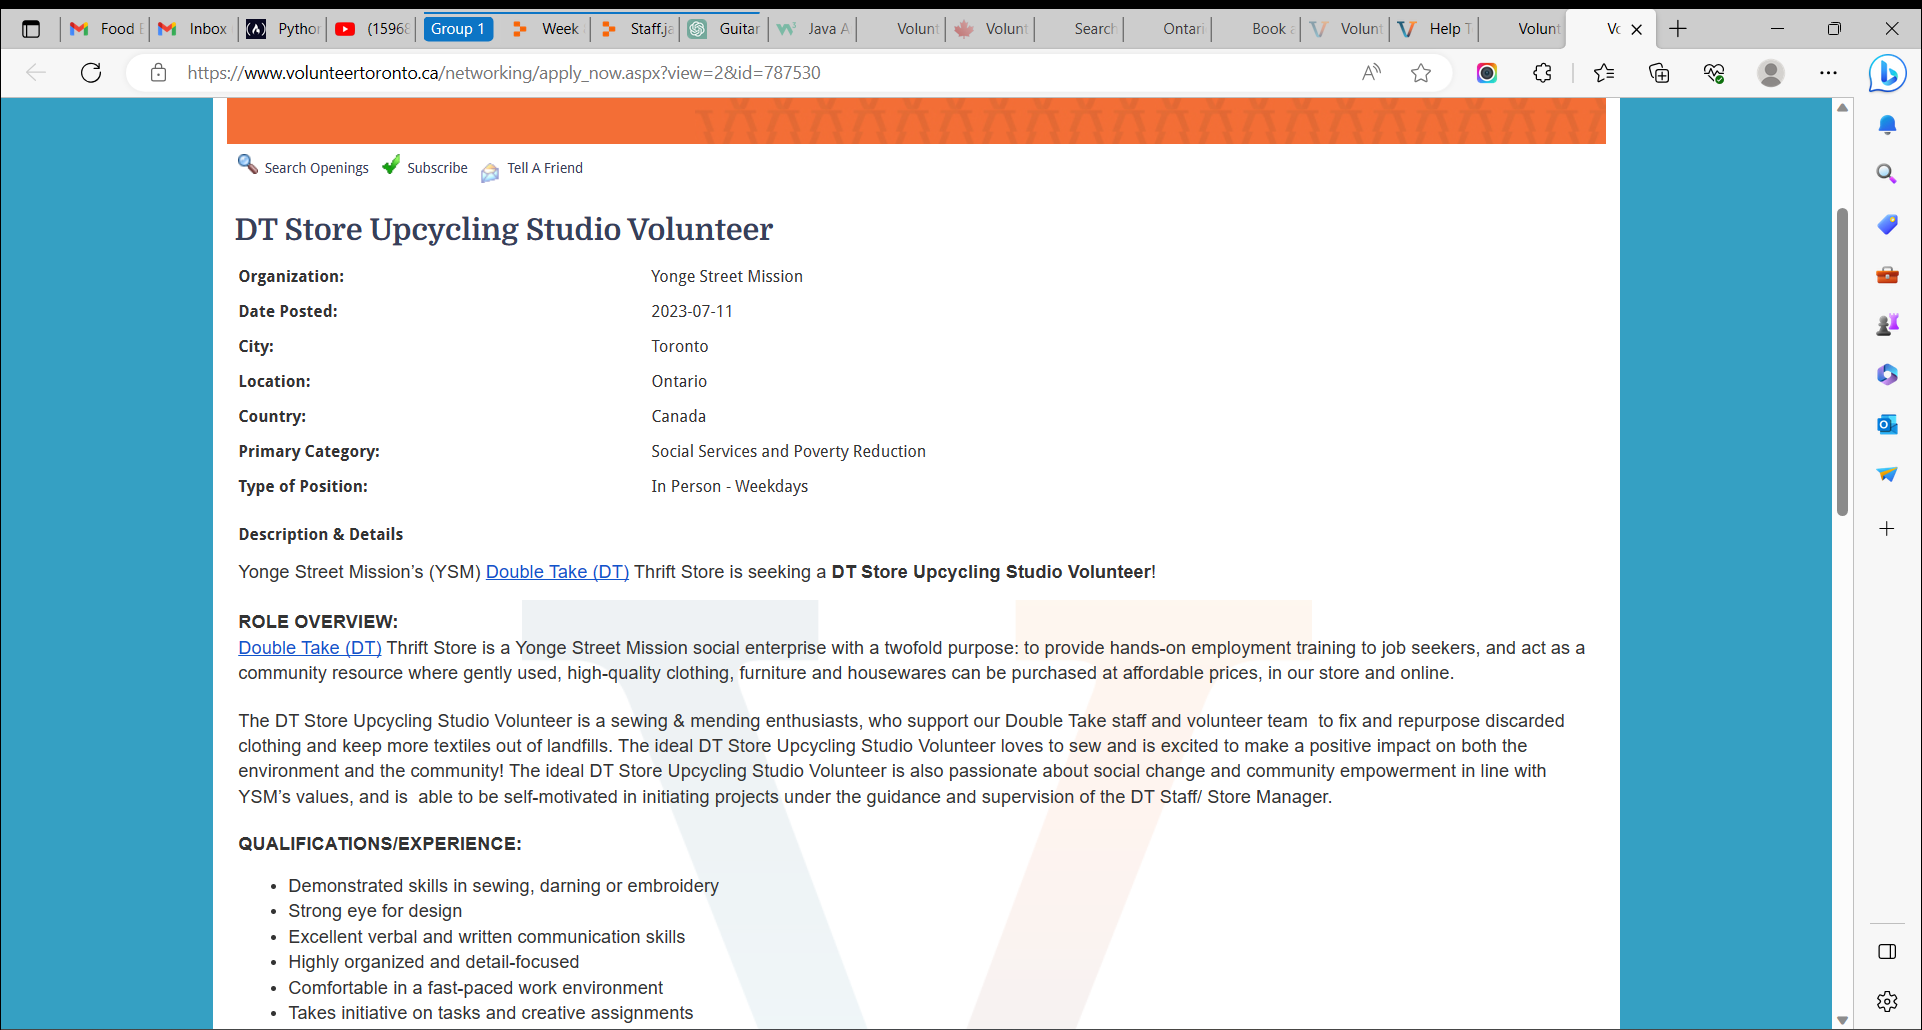 Food
Inbox
Python
(1596
Group 1
Week
Staff.ja
Guitar
Java A
Volunt
Volunt
Search
Ontari
Book
Volunt
Help T
Volunt
https://www.volunteertoronto.ca/networking/apply_now.aspx?view=2&id=787530
Search Openings Subscribe Tell A Friend
DT Store Upcycling Studio Volunteer
Organization: Yonge Street Mission
Date Posted: 2023-07-11
City: Toronto
Location: Ontario
Country: Canada
Primary Category: Social Services and Poverty Reduction
Type of Position: In Person - Weekdays
Description & Details
Yonge Street Mission’s (YSM) Double Take (DT) Thrift Store is seeking a DT Store Upcycling Studio Volunteer!
ROLE OVERVIEW:
Double Take (DT) Thrift Store is a Yonge Street Mission social enterprise with a twofold purpose: to provide hands-on employment training to job seekers, and act as a
community resource where gently used, high-quality clothing, furniture and housewares can be purchased at affordable prices, in our store and online.
The DT Store Upcycling Studio Volunteer is a sewing & mending enthusiasts, who support our Double Take staff and volunteer team  to fix and repurpose discarded
clothing and keep more textiles out of landfills. The ideal DT Store Upcycling Studio Volunteer loves to sew and is excited to make a positive impact on both the
environment and the community! The ideal DT Store Upcycling Studio Volunteer is also passionate about social change and community empowerment in line with
YSM’s values, and is  able to be self-motivated in initiating projects under the guidance and supervision of the DT Staff/ Store Manager.
QUALIFICATIONS/EXPERIENCE:
• Demonstrated skills in sewing, darning or embroidery
• Strong eye for design
• Excellent verbal and written communication skills
• Highly organized and detail-focused
• Comfortable in a fast-paced work environment
• Takes initiative on tasks and creative assignments